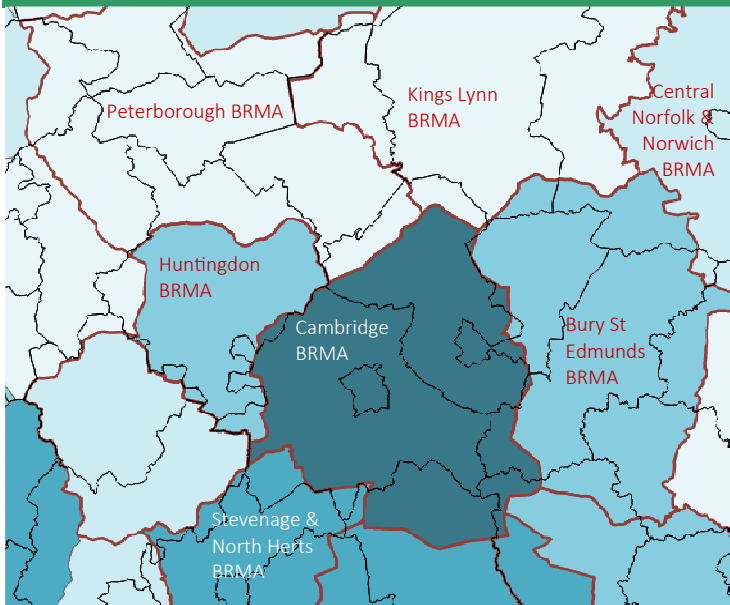 Peterborough BRMA
Kings Lynn
BRMA
Central
Norfolk &
Norwich
BRMA
Huntingdon
BRMA
Cambridge
BRMA
Bury St
Edmunds
BRMA
Stevenage &
North Herts
BRMA